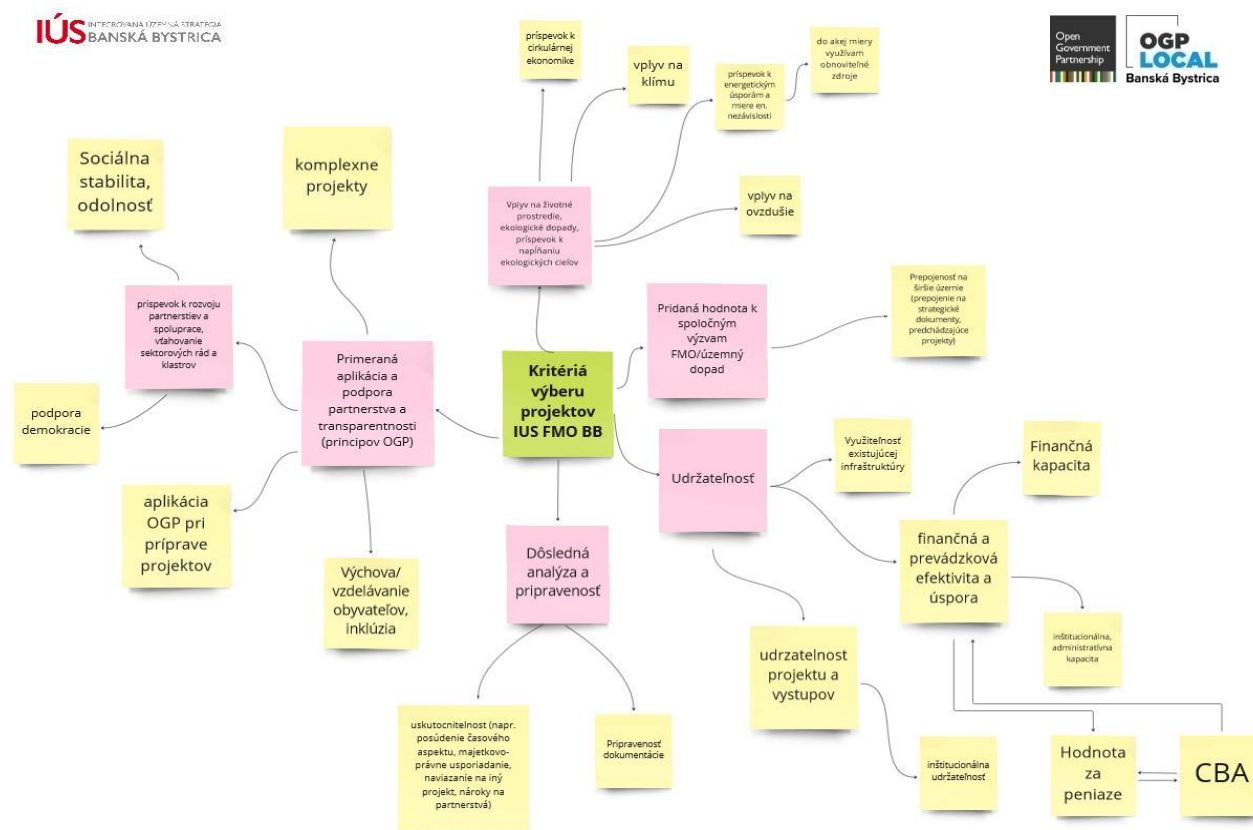 IÚS INTEGROVANÁ ÚZEMNÁ STRATÉGIA
BANSKÁ BYSTRICA
Open
Government
Partnership
OGP
LOCAL
Banská Bystrica
príspevok k
cirkulárnej
ekonomike
vplyv na
klímu
príspevok k
energetickým
úsporám a
miere en.
nezávislosti
do akej miery
využívam
obnoviteľné
zdroje
Sociálna
stabilita,
odolnosť
komplexne
projekty
Vplyv na životné
prostredie,
ekologické dopady,
príspevok k
napĺňaniu
ekologických cieľov
vplyv na
ovzdušie
príspevok k rozvoju
partnerstiev a
spoluprace,
vťahovanie
sektorových rád a
klastrov
Primeraná
aplikácia a
podpora
partnerstva a
transparentnosti
(princípov OGP)
Kritériá
výberu
projektov
IUS FMO BB
Pridaná hodnota k
spoločným
výzvam
FMO/územný
dopad
Prepojenosť na
širšie územie
(prepojenie na
strategické
dokumenty,
predchádzajúce
projekty)
podpora
demokracie
Udržateľnosť
Využiteľnosť
existujúcej
infraštruktúry
Finančná
kapacita
aplikácia
OGP pri
príprave
projektov
Výchova/
vzdelávanie
obyvateľov,
inklúzia
Dôsledná
analýza a
pripravenosť
finančná a
prevádzková
efektivita a
úspora
inštitucionálna,
administratívna
kapacita
udrzatelnost
projektu a
vystupov
uskutocnitelnost (napr.
posúdenie časového
aspektu, majetkovo-
právne usporiadanie,
naviazanie na iný
projekt, nároky na
partnerstvá)
Pripravenosť
dokumentácie
inštitucionálna
udržateľnosť
Hodnota
za
peniaze
CBA